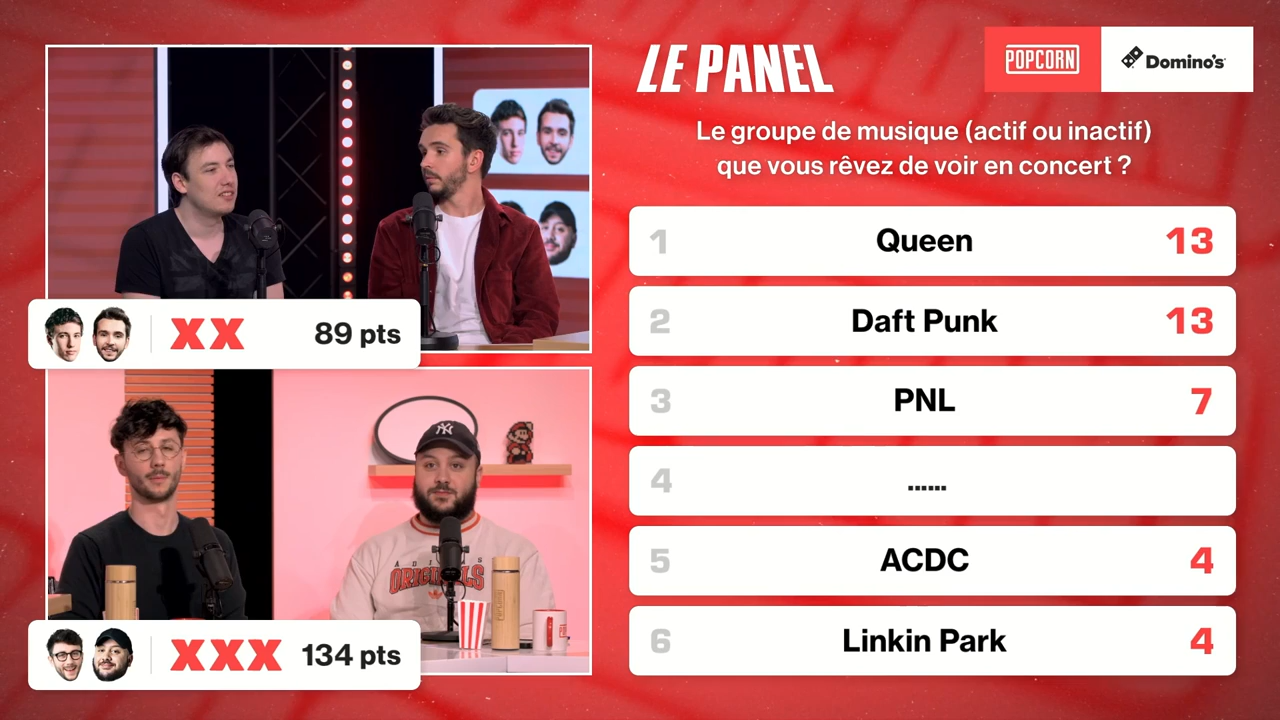 LE PANEL
POPCORN
Domino's
Le groupe de musique (actif ou inactif)
que vous rêvez de voir en concert ?
1 Queen 13
2 Daft Punk 13
3 PNL 7
4 ......
5 ACDC 4
6 Linkin Park 4
XX 89 pts
ADIDAS
ORIGINALS
XXX 134 pts